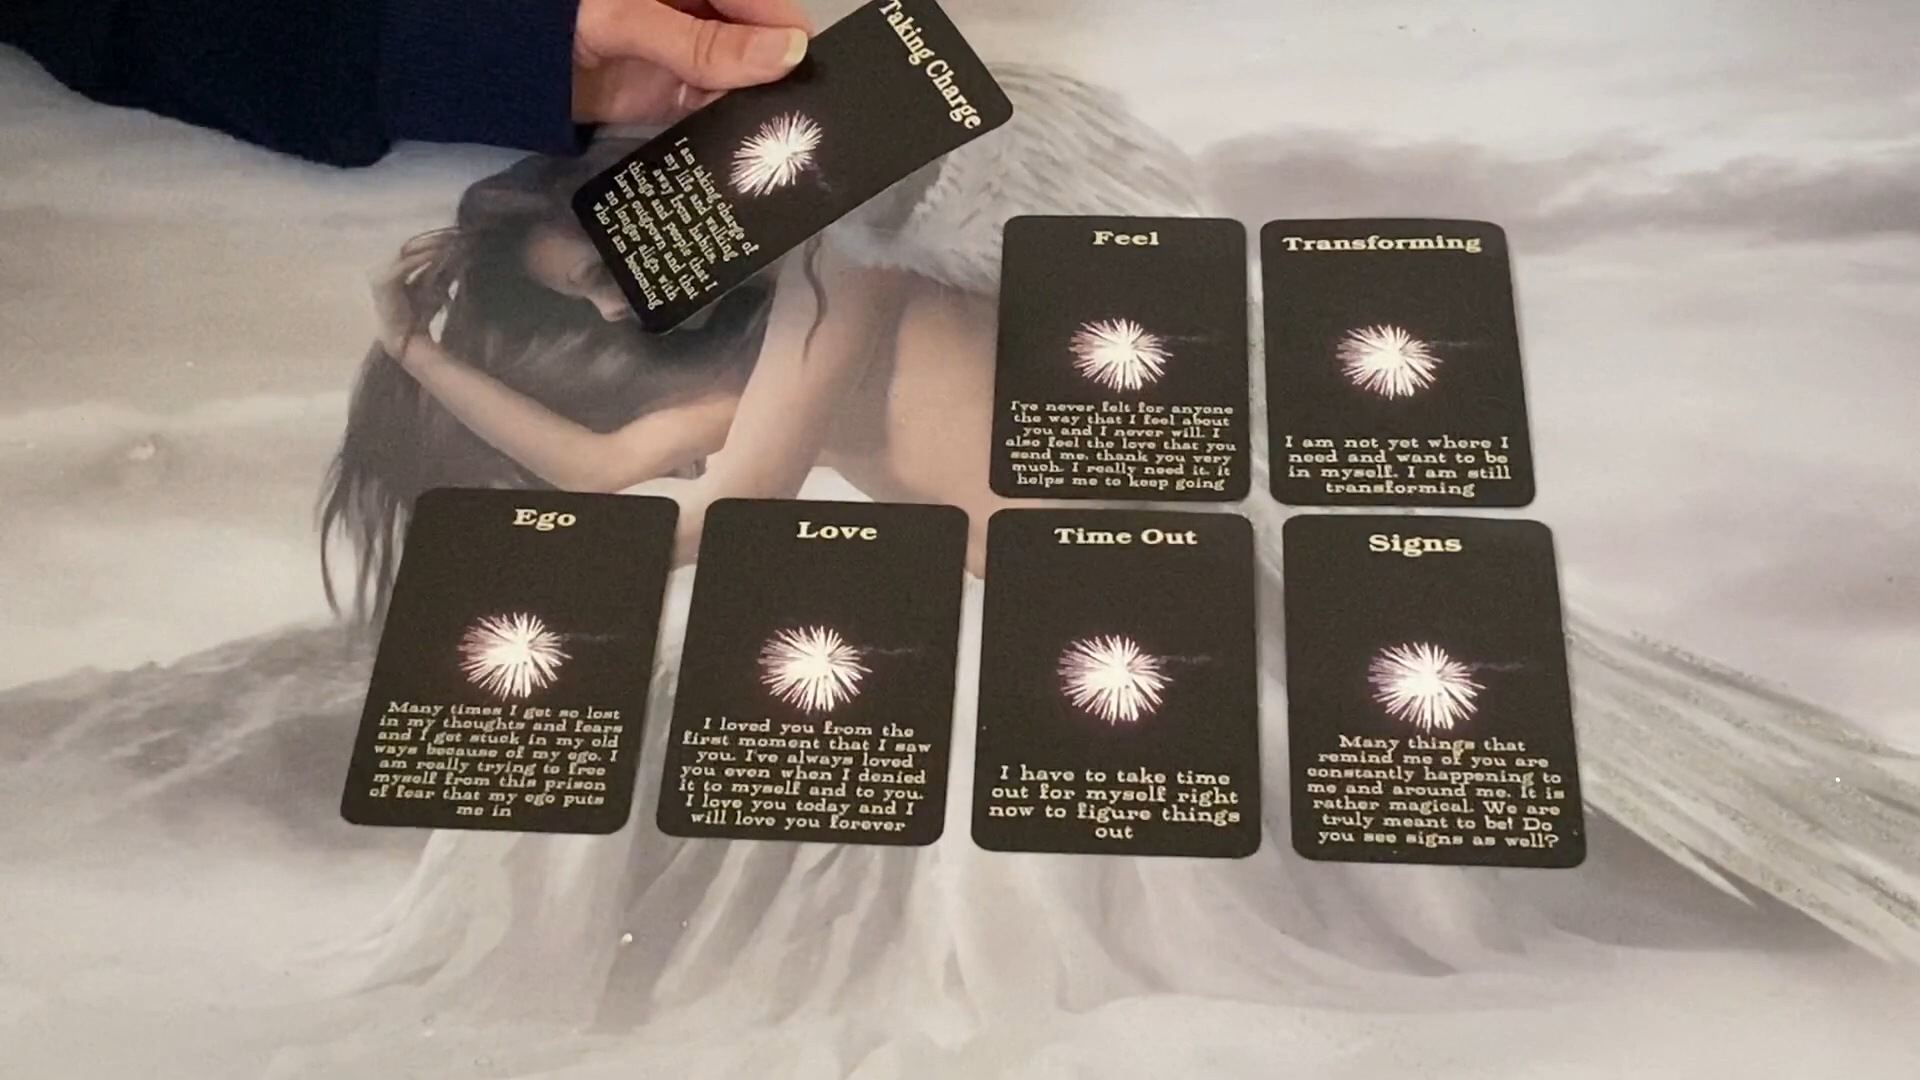 Taking Charge
I am taking charge of
my life and walking
away from habits,
things and people that I
have outgrown and that
no longer align with
who I am becoming
Feel
I've never felt for anyone
the way that I feel about
you and I never will. I
also feel the love that you
send me, thank you very
much. I really need it. it
helps me to keep going
Transforming
I am not yet where I
need and want to be
in myself. I am still
transforming
Ego
Many times I get so lost
in my thoughts and fears
and I get stuck in my old
ways because of my ego. I
am really trying to free
myself from this prison
of fear that my ego puts
me in
Love
I loved you from the
first moment that I saw
you. I've always loved
you even when I denied
it to myself and to you.
I love you today and I
will love you forever
Time Out
I have to take time
out for myself right
now to figure things
out
Signs
Many things that
remind me of you are
constantly happening to
me and around me. It is
rather magical. We are
truly meant to be! Do
you see signs as well?